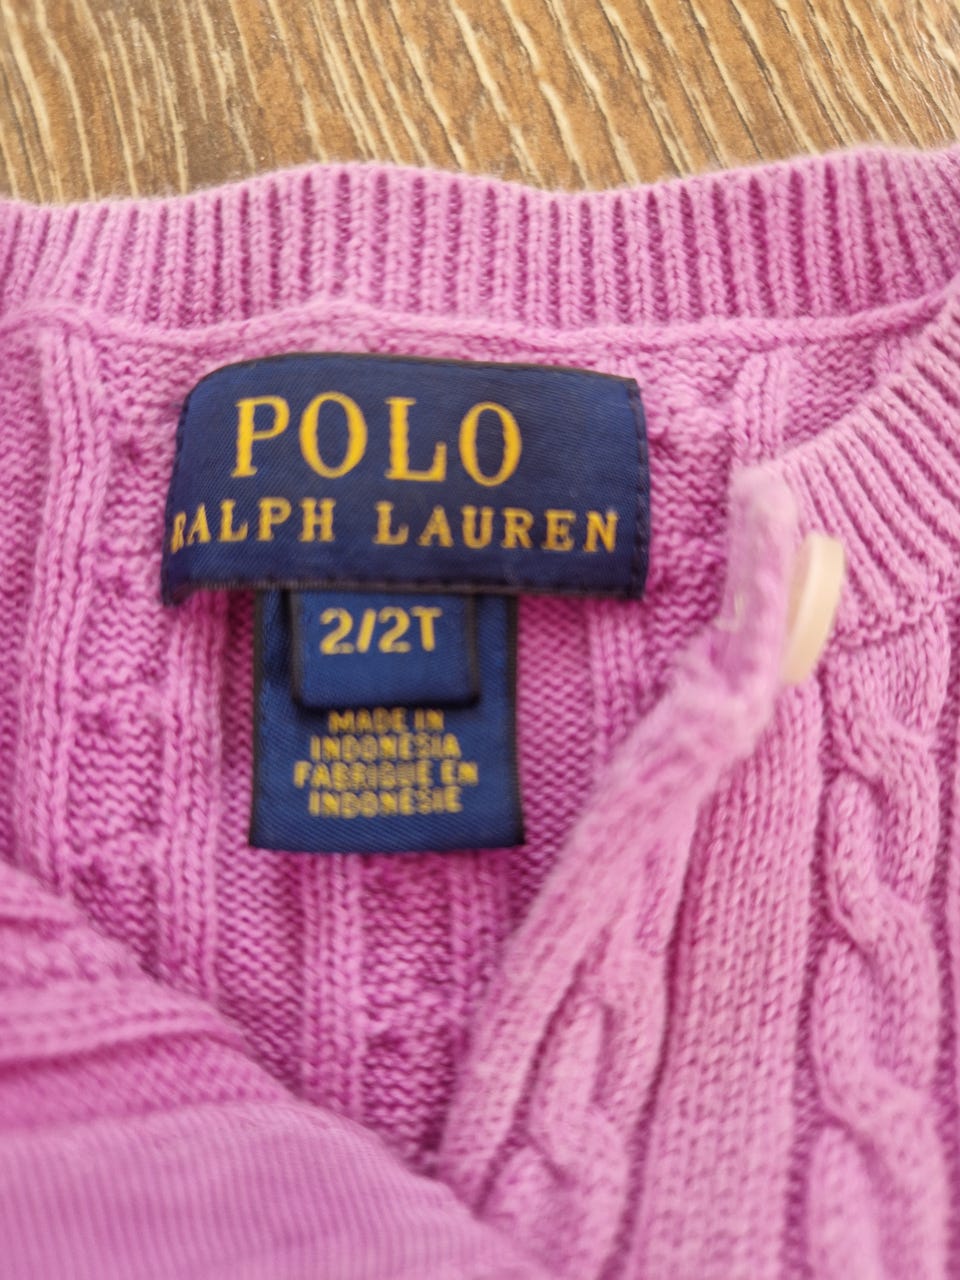 POLO
RALPH LAUREN
2/2T
MADE IN
INDONESIA
FABRIQUE EN
INDONESIE